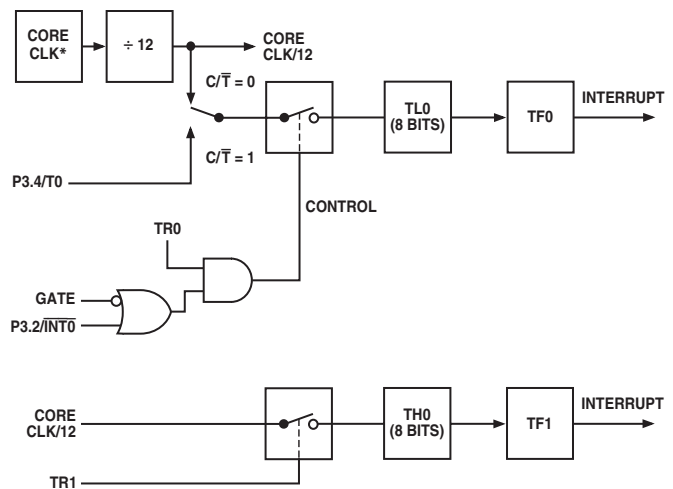 CORE
CLK*
÷ 12
CORE
CLK/12
C/T̅ = 0
TL0
(8 BITS)
TF0
INTERRUPT
C/T̅ = 1
P3.4/T0
CONTROL
TR0
GATE
P3.2/I̅N̅T̅0̅
CORE
CLK/12
TH0
(8 BITS)
TF1
INTERRUPT
TR1